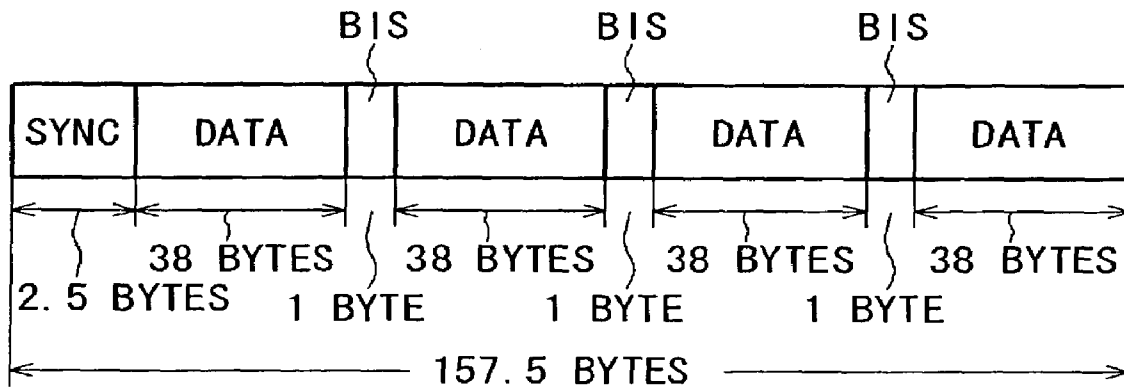 BIS BIS BIS
SYNC DATA DATA DATA DATA
38 BYTES 38 BYTES 38 BYTES 38 BYTES
2.5 BYTES 1 BYTE 1 BYTE 1 BYTE
157.5 BYTES